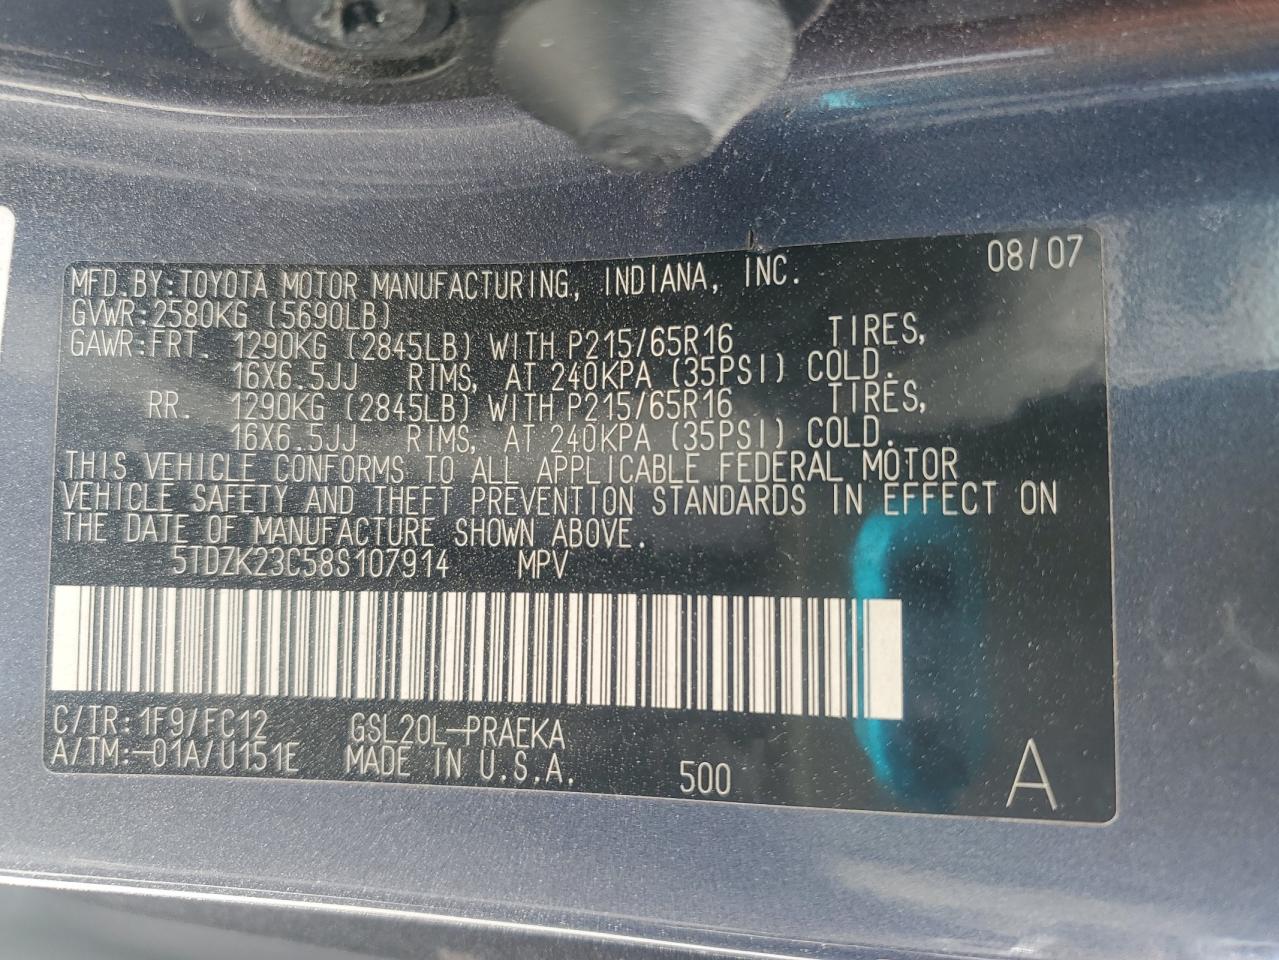 08/07
MFD.BY:TOYOTA MOTOR MANUFACTURING, INDIANA, INC.
GVWR:2580KG (5690LB)
GAWR:FRT. 1290KG (2845LB) WITH P215/65R16 TIRES,
16X6.5JJ RIMS, AT 240KPA (35PSI) COLD.
RR. 1290KG (2845LB) WITH P215/65R16 TIRES,
16X6.5JJ RIMS, AT 240KPA (35PSI) COLD.
THIS VEHICLE CONFORMS TO ALL APPLICABLE FEDERAL MOTOR
VEHICLE SAFETY AND THEFT PREVENTION STANDARDS IN EFFECT ON
THE DATE OF MANUFACTURE SHOWN ABOVE.
5TDZK23C58S107914 MPV
C/TR:1F9/FC12 GSL20L-PRAEKA
A/TM:-01A/U151E MADE IN U.S.A. 500 A